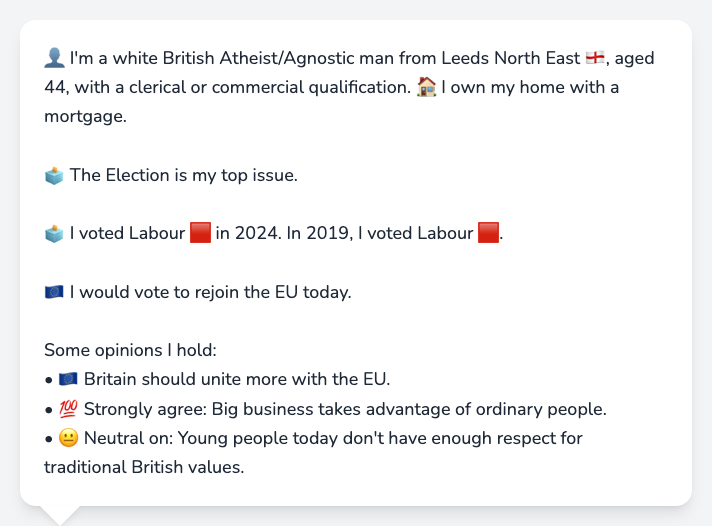 👤 I'm a white British Atheist/Agnostic man from Leeds North East 🏴󠁧󠁢󠁥󠁮󠁧󠁿, aged
44, with a clerical or commercial qualification. 🏠 I own my home with a
mortgage.
🗳️ The Election is my top issue.
🗳️ I voted Labour 🟥 in 2024. In 2019, I voted Labour 🟥.
🇪🇺 I would vote to rejoin the EU today.
Some opinions I hold:
• 🇪🇺 Britain should unite more with the EU.
• 💯 Strongly agree: Big business takes advantage of ordinary people.
• 😐 Neutral on: Young people today don't have enough respect for
traditional British values.